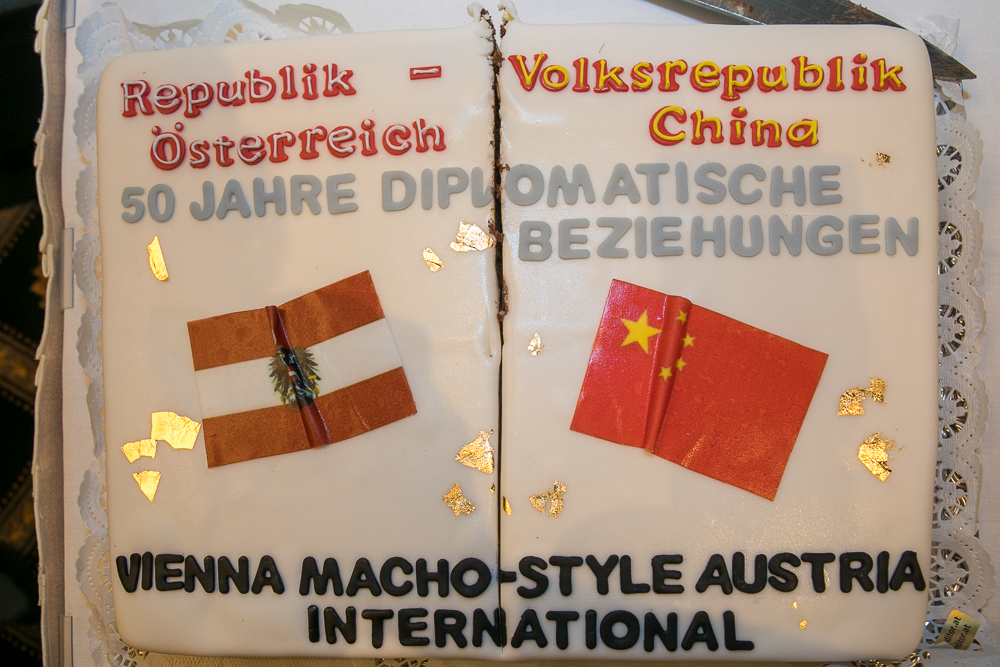 Republik - Volksrepublik
Österreich China
50 JAHRE DIPLOMATISCHE
BEZIEHUNGEN
VIENNA MACHO-STYLE AUSTRIA
INTERNATIONAL